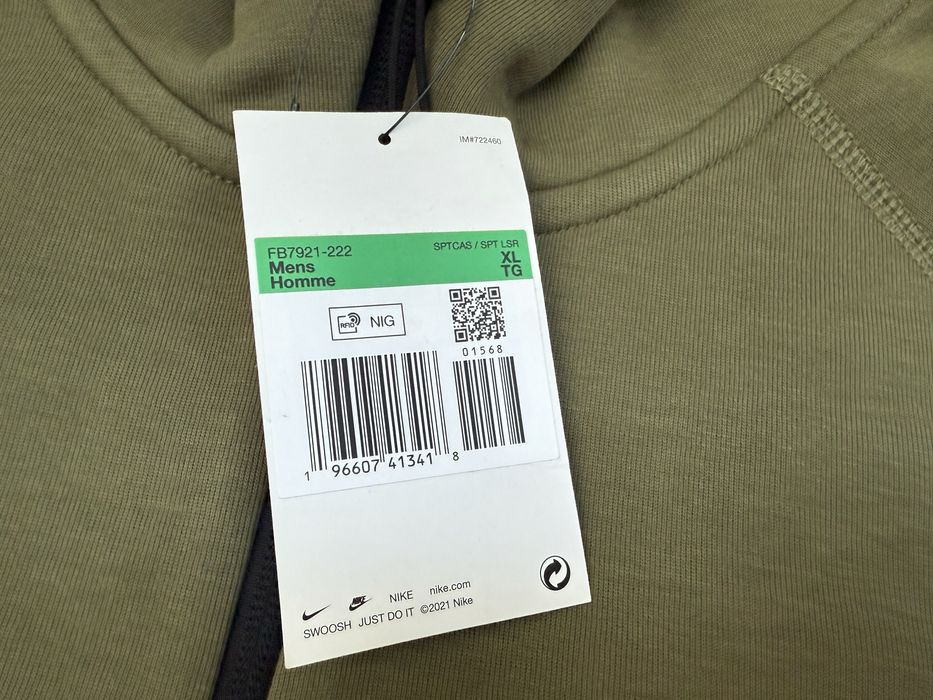 IM#722460
FB7921-222
SPTCAS / SPT LSR
Mens
XL
Homme
TG
RFID NIG
01568
1 96607 41341 8
NIKE nike.com
SWOOSH JUST DO IT ©2021 Nike